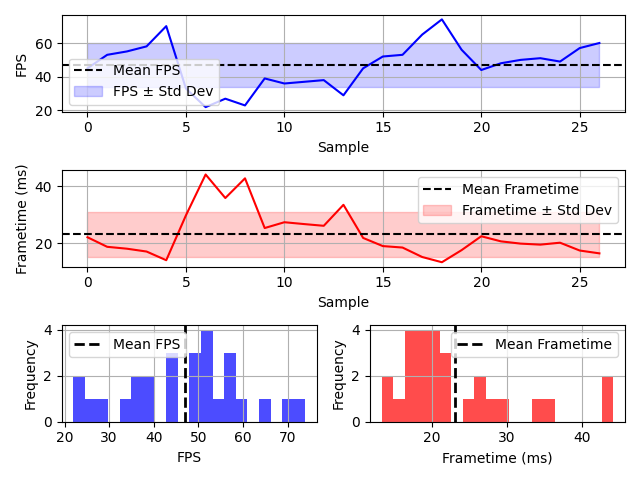 60
40
20
FPS
Mean FPS
FPS ± Std Dev
0 5 10 15 20 25
Sample
40
20
Frametime (ms)
Mean Frametime
Frametime ± Std Dev
0 5 10 15 20 25
Sample
4
2
0
Frequency
Mean FPS
20 30 40 50 60 70
FPS
4
2
0
Frequency
Mean Frametime
20 30 40
Frametime (ms)